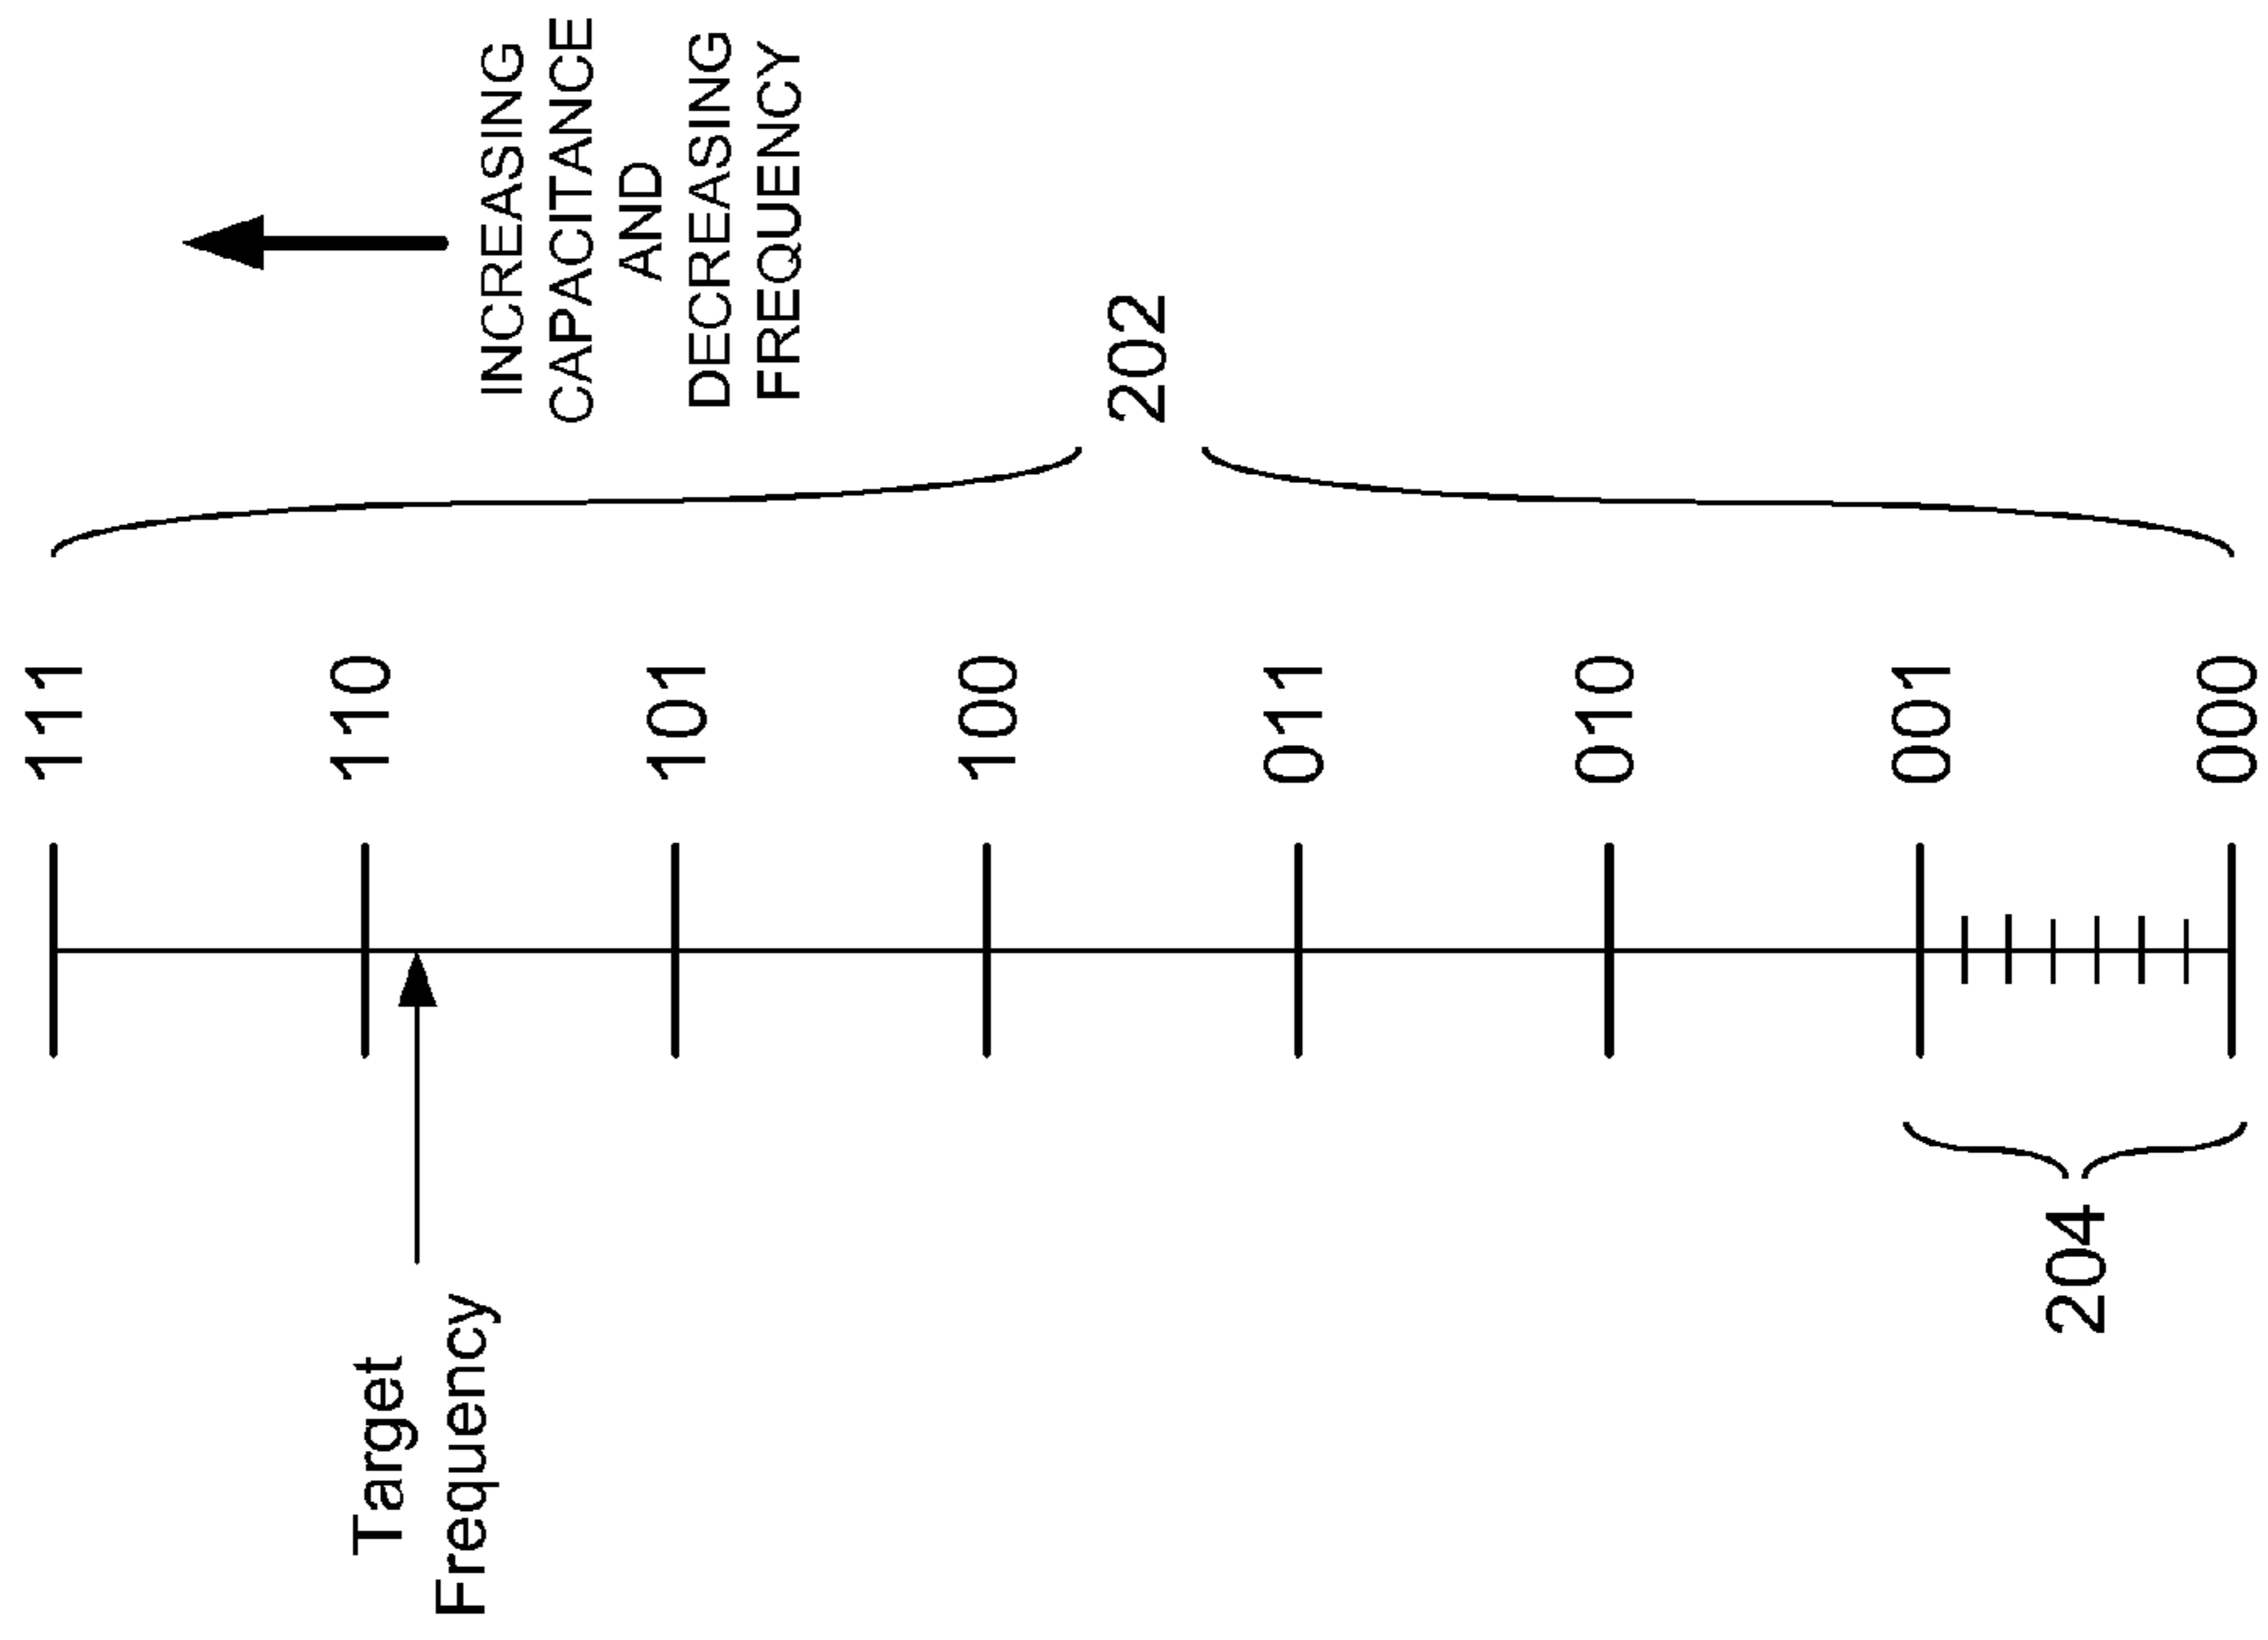 Target
Frequency
204
111
110
101
100
011
010
001
000
202
INCREASING
CAPACITANCE
AND
DECREASING
FREQUENCY